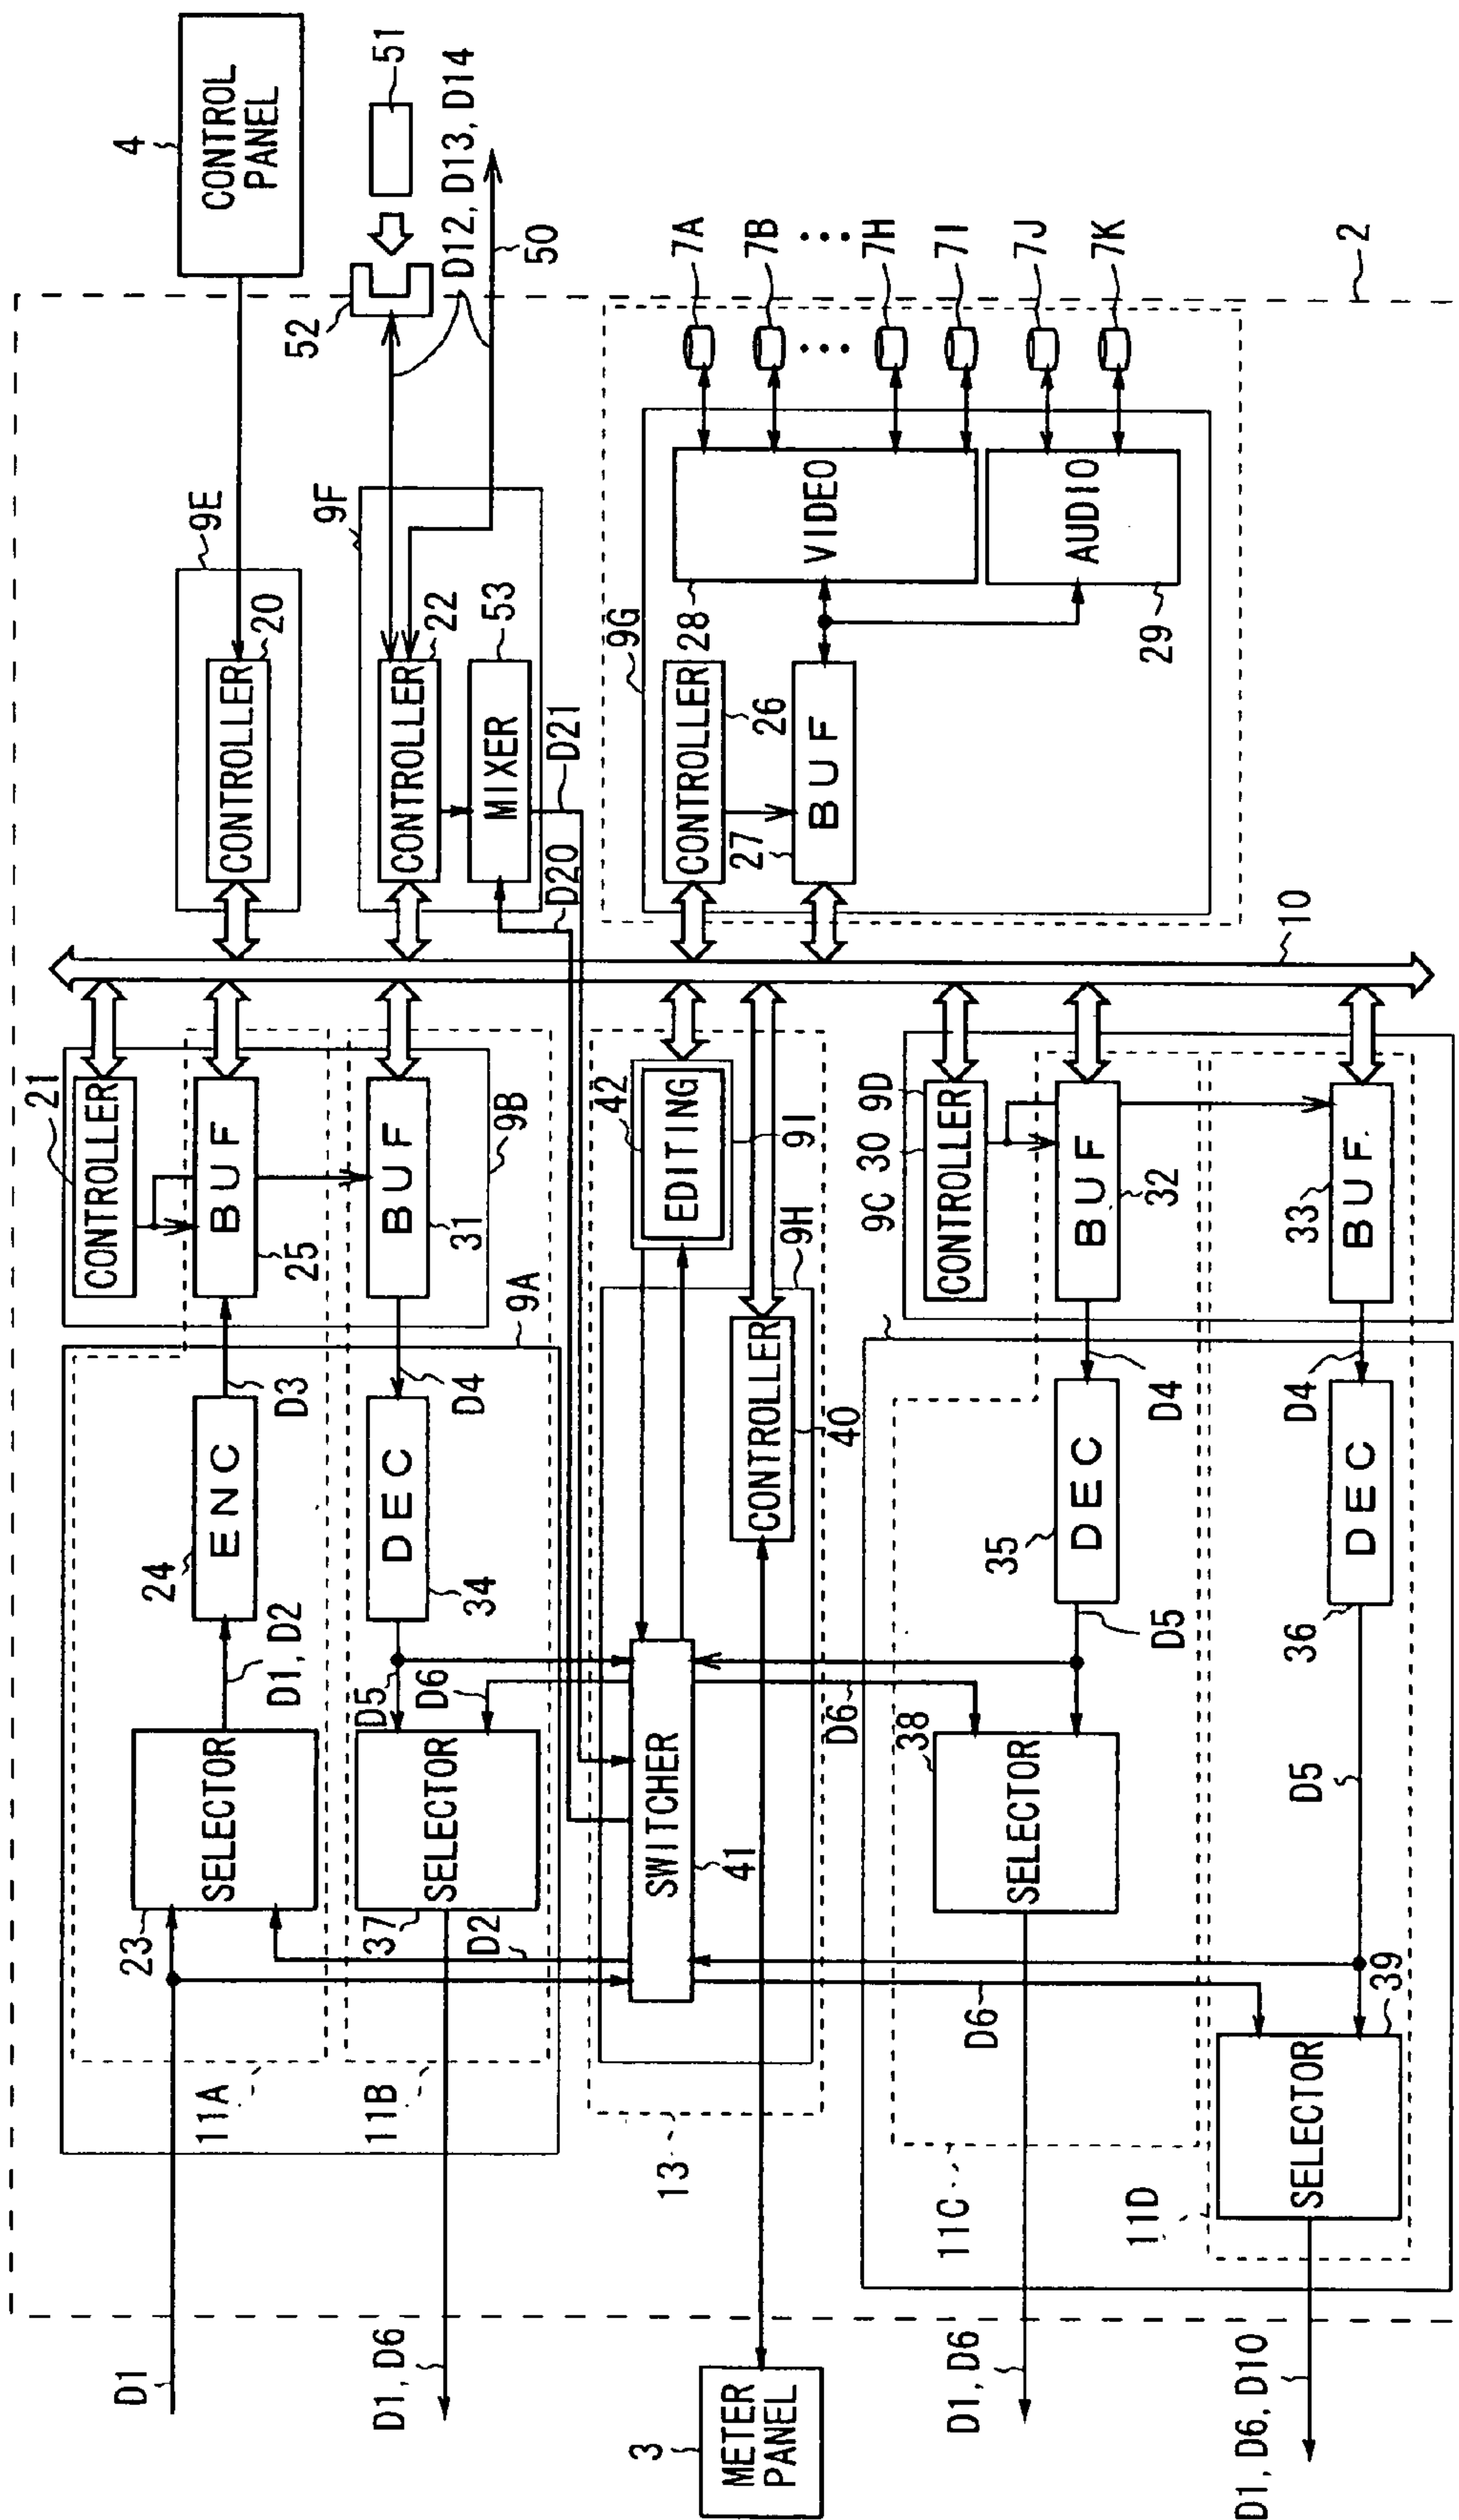 4
CONTROL
PANEL
51
52
D12, D13, D14
50
7A
7B
7H
7I
7J
7K
2
9E
20
CONTROLLER
9F
22
CONTROLLER
53
MIXER
D21
D20
9G
28
VIDEO
AUDIO
29
CONTROLLER
26
27
BUF
10
21
CONTROLLER
BUF
25
BUF
31
9B
42
EDITING
9I
9H
9C 30 9D
CONTROLLER
BUF
32
33
BUF.
9A
D3
D4
24
ENC
DEC
34
CONTROLLER
40
D4
D4
35
DEC
DEC
36
D1, D2
D5
D6
D5
D6
SELECTOR
23
SELECTOR
37
D2
SWITCHER
41
38
SELECTOR
D5
D6
39
SELECTOR
11A
11B
13
11C
11D
D1
D1, D6
3
METER
PANEL
D1, D6
D1, D6, D10